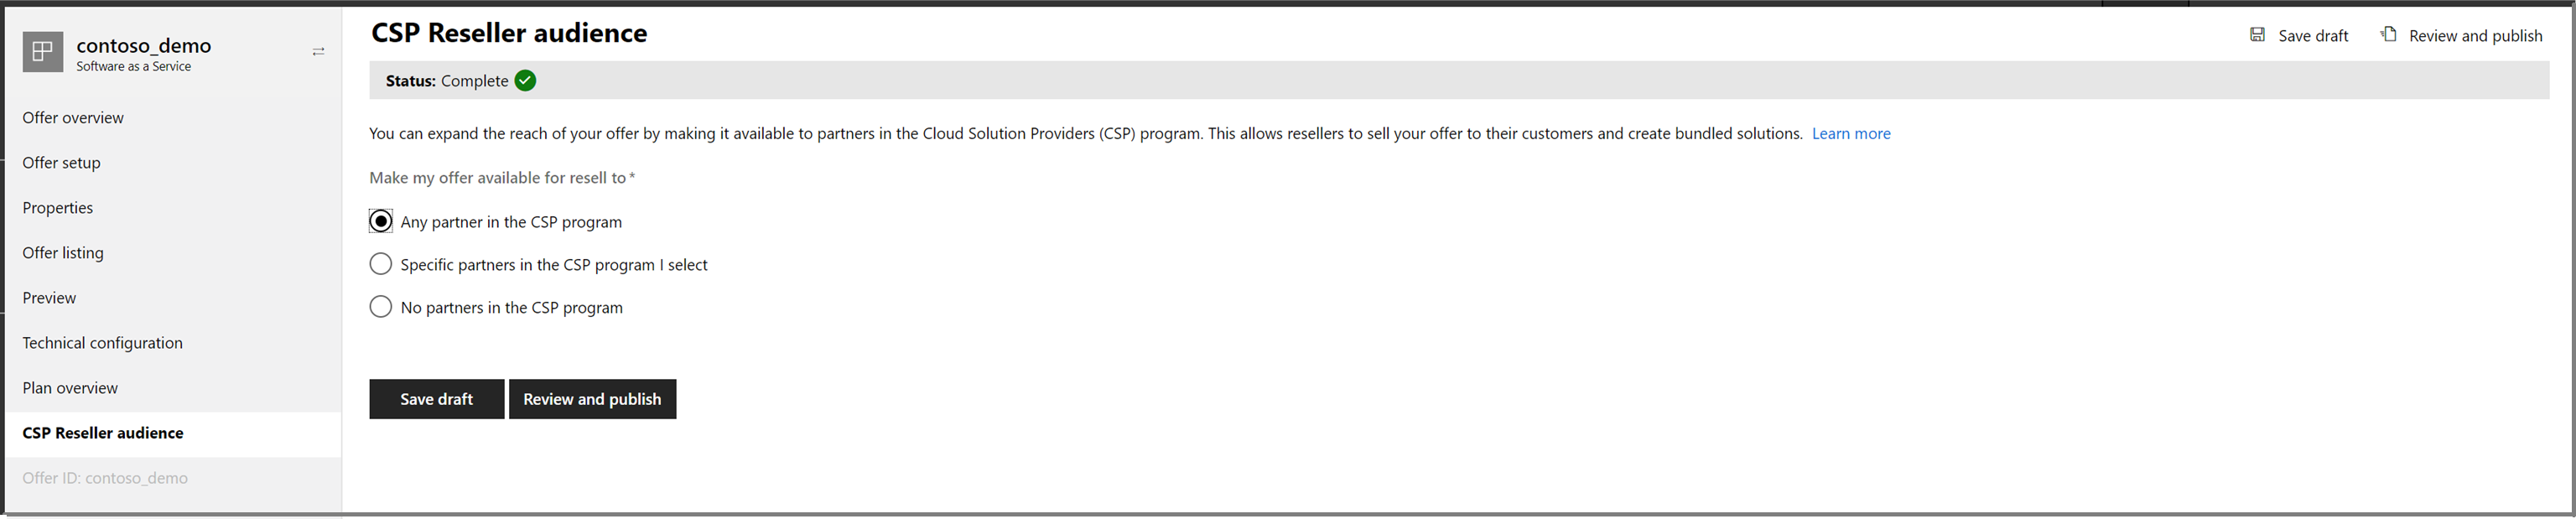 contoso_demo
Software as a Service
Offer overview
Offer setup
Properties
Offer listing
Preview
Technical configuration
Plan overview
CSP Reseller audience
Offer ID: contoso_demo
CSP Reseller audience
Save draft
Review and publish
Status: Complete
You can expand the reach of your offer by making it available to partners in the Cloud Solution Providers (CSP) program. This allows resellers to sell your offer to their customers and create bundled solutions. Learn more
Make my offer available for resell to *
Any partner in the CSP program
Specific partners in the CSP program I select
No partners in the CSP program
Save draft
Review and publish